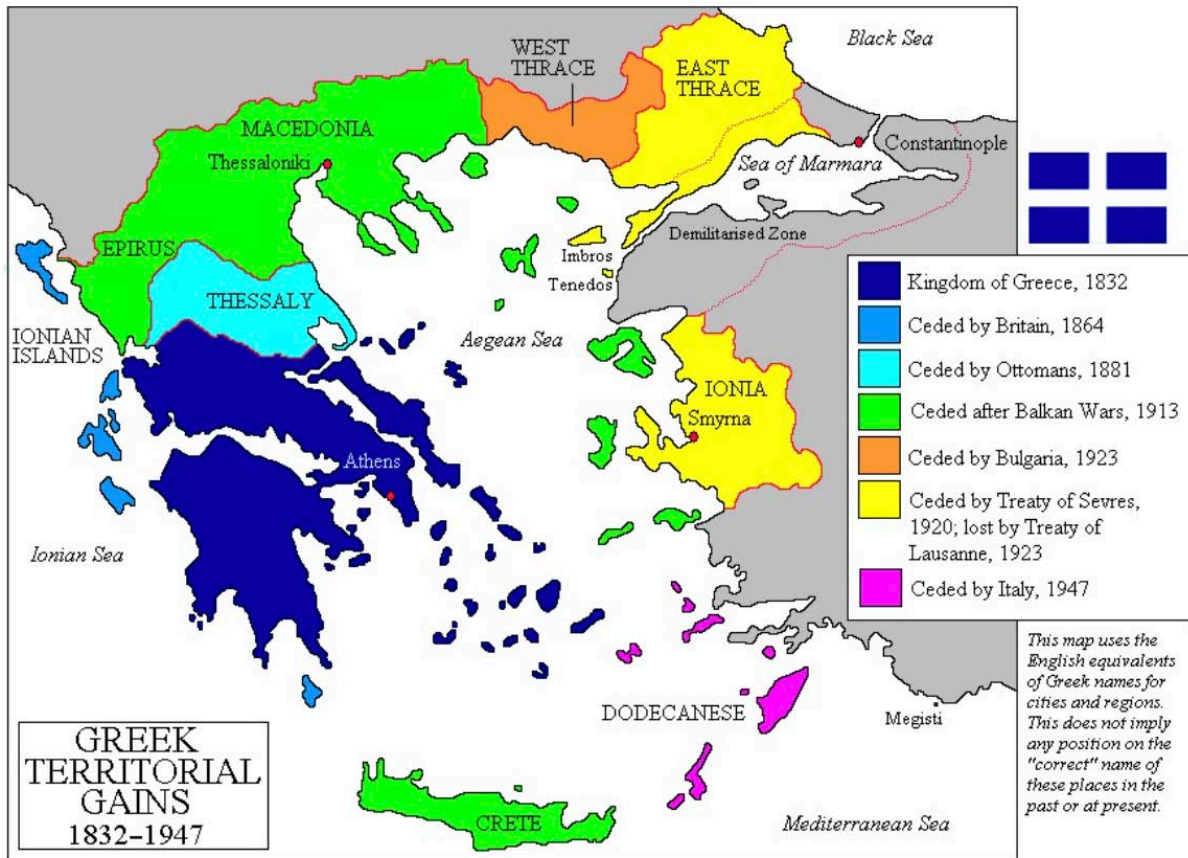 Black Sea
WEST
THRACE
EAST
THRACE
MACEDONIA
Thessaloniki
Constantinople
Sea of Marmara
EPIRUS
Demilitarised Zone
Imbros
Tenedos
THESSALY
IONIAN
ISLANDS
Aegean Sea
IONIA
Smyrna
Athens
Ionian Sea
DODECANESE
Megisti
CRETE
Mediterranean Sea
GREEK
TERRITORIAL
GAINS
1832–1947
Kingdom of Greece, 1832
Ceded by Britain, 1864
Ceded by Ottomans, 1881
Ceded after Balkan Wars, 1913
Ceded by Bulgaria, 1923
Ceded by Treaty of Sevres,
1920; lost by Treaty of
Lausanne, 1923
Ceded by Italy, 1947
This map uses the
English equivalents
of Greek names for
cities and regions.
This does not imply
any position on the
"correct" name of
these places in the
past or at present.